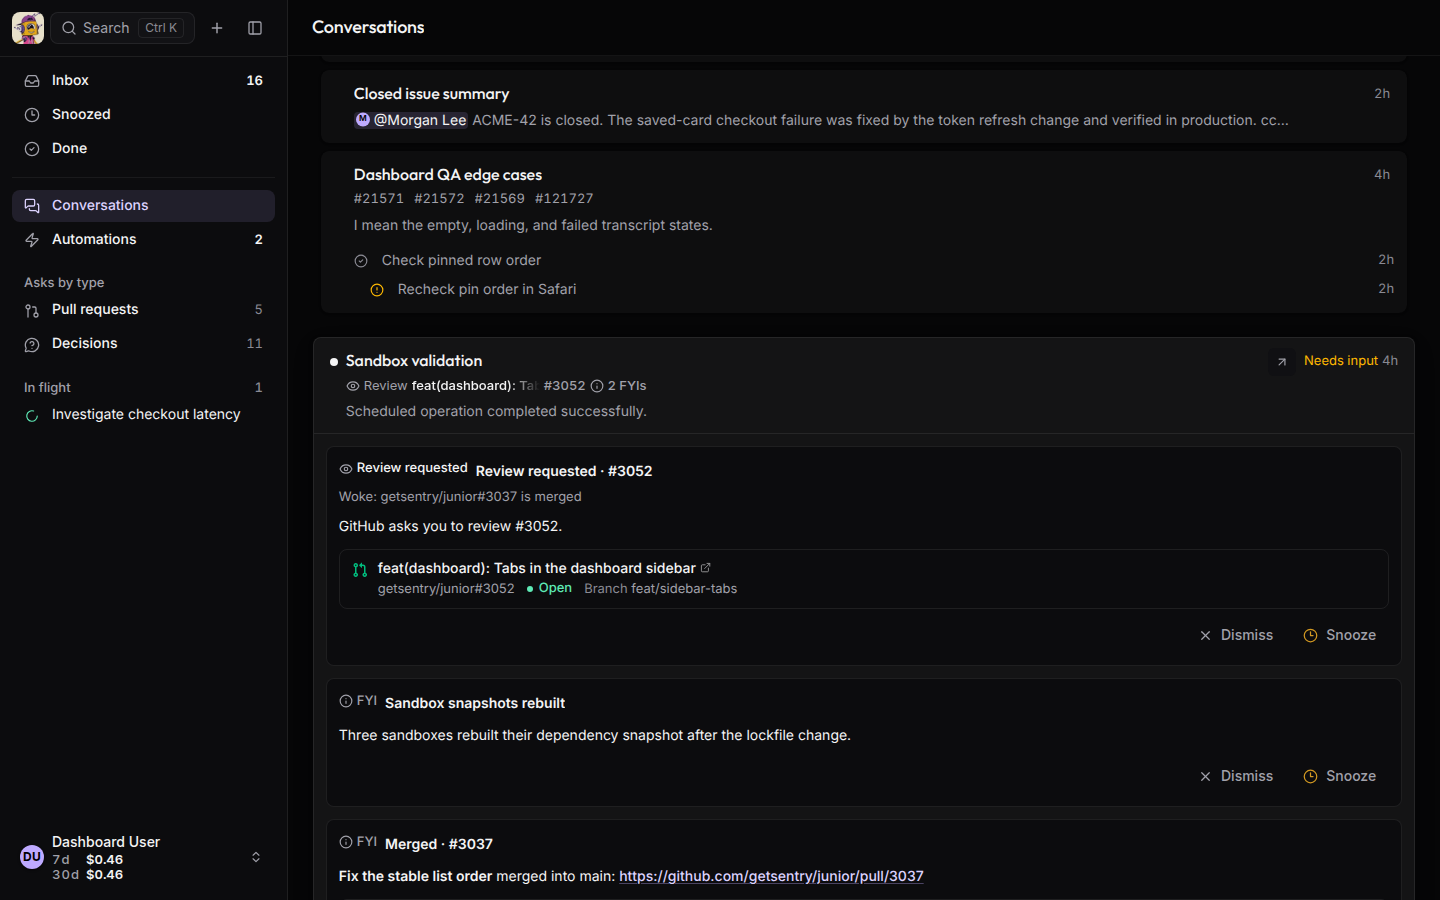 Search Ctrl K
Conversations
Inbox 16
Snoozed
Done
Conversations
Automations 2
Asks by type
Pull requests 5
Decisions 11
In flight 1
Investigate checkout latency
Dashboard User
DU
7d $0.46
30d $0.46
Closed issue summary 2h
M @Morgan Lee ACME-42 is closed. The saved-card checkout failure was fixed by the token refresh change and verified in production. cc...
Dashboard QA edge cases 4h
#21571 #21572 #21569 #121727
I mean the empty, loading, and failed transcript states.
Check pinned row order 2h
Recheck pin order in Safari 2h
Sandbox validation Needs input 4h
Review feat(dashboard): Tal #3052 2 FYIs
Scheduled operation completed successfully.
Review requested Review requested · #3052
Woke: getsentry/junior#3037 is merged
GitHub asks you to review #3052.
feat(dashboard): Tabs in the dashboard sidebar
getsentry/junior#3052 Open Branch feat/sidebar-tabs
Dismiss Snooze
FYI Sandbox snapshots rebuilt
Three sandboxes rebuilt their dependency snapshot after the lockfile change.
Dismiss Snooze
FYI Merged · #3037
Fix the stable list order merged into main: https://github.com/getsentry/junior/pull/3037